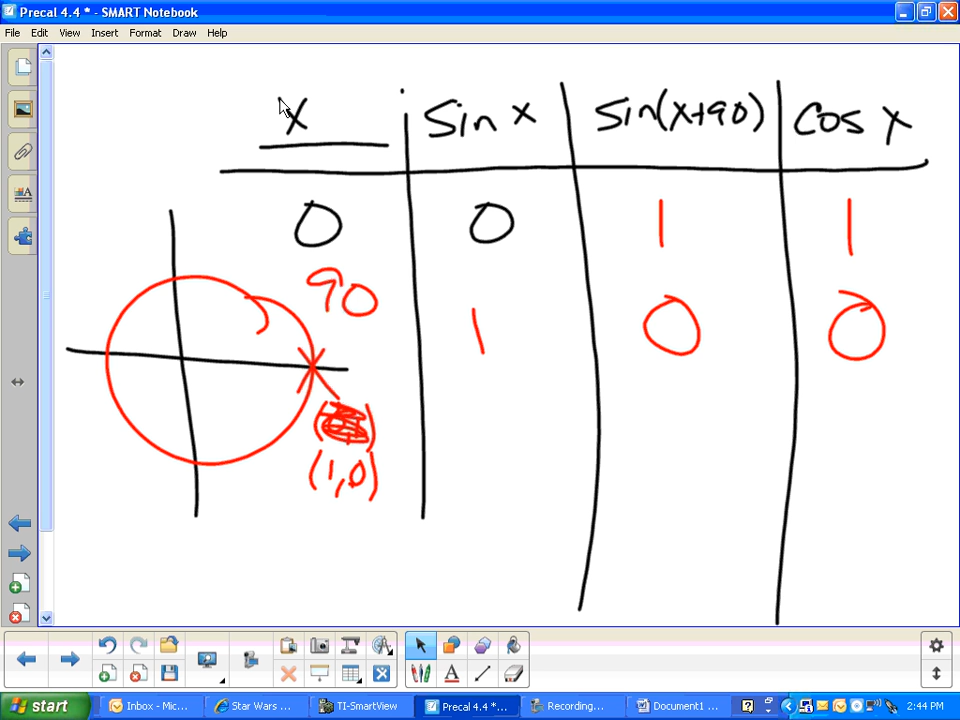 Precal 4.4 * - SMART Notebook
File Edit View Insert Format Draw Help
x sin x sin(x+90) cos x
0 0 1 1
90 1 0 0
(1,0)
start Inbox - Mic... Star Wars ... TI-SmartView Precal 4.4 *... Recording... Document1 ... 2:44 PM